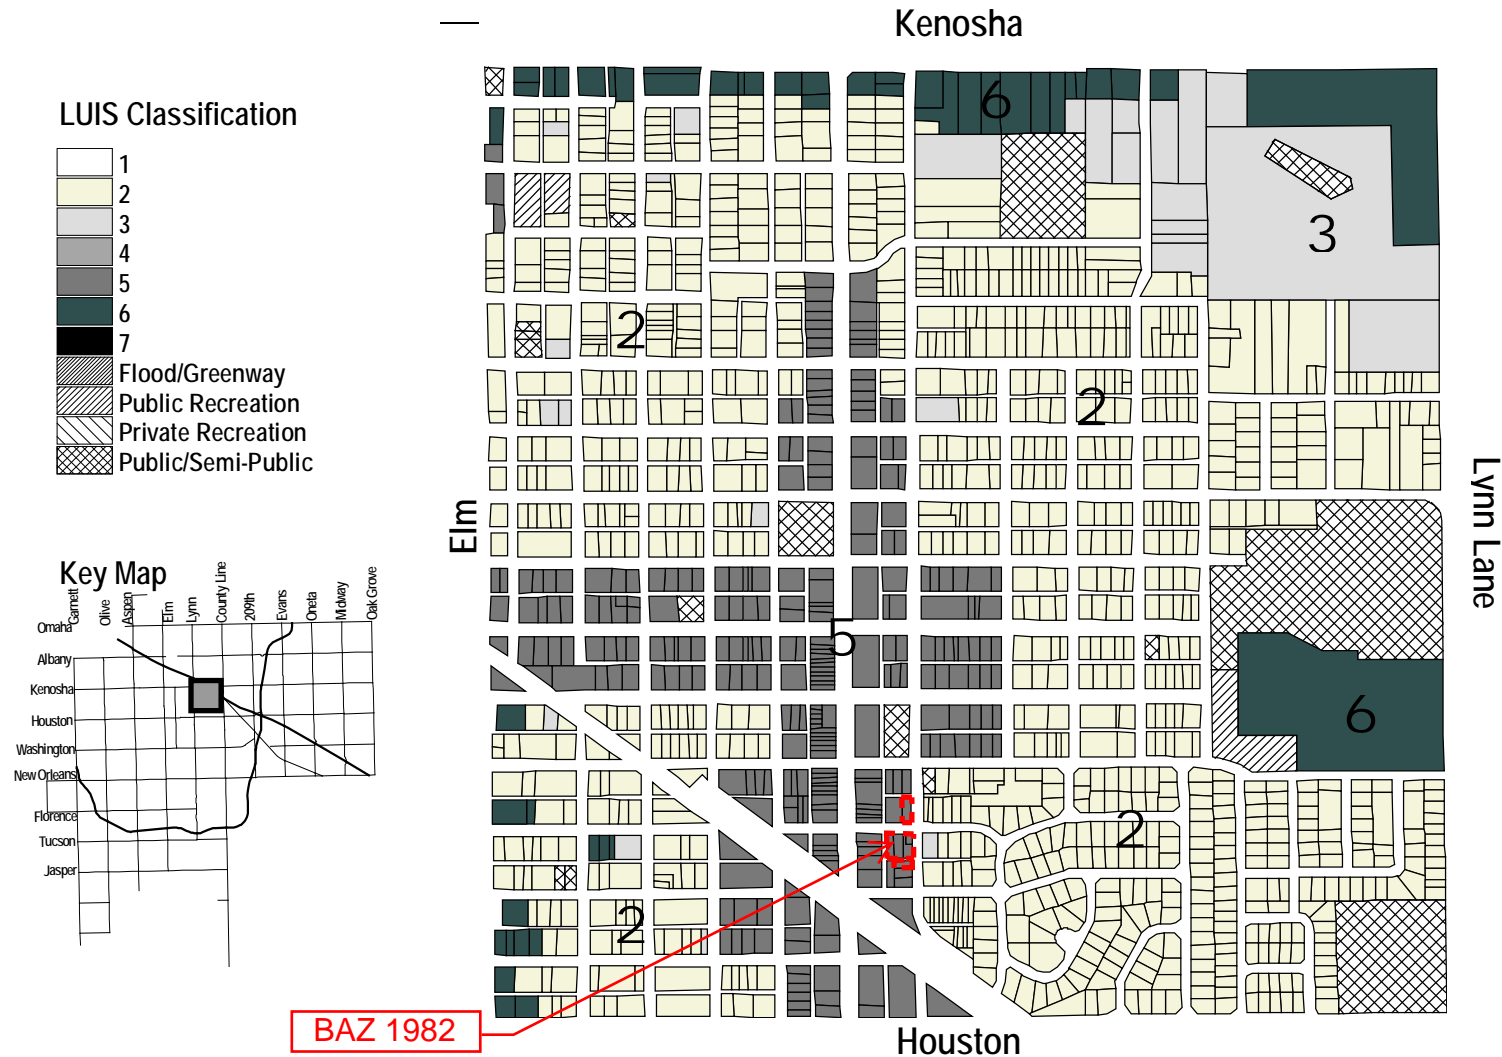 Kenosha
LUIS Classification
1
2
3
4
5
6
7
Flood/Greenway
Public Recreation
Private Recreation
Public/Semi-Public
6
3
2
2
5
6
2
2
Elm
Lynn Lane
Key Map
Garnett
Olive
Aspen
Elm
Lynn
County Line
209th
Evans
Oneta
Midway
Oak Grove
Omaha
Albany
Kenosha
Houston
Washington
New Orleans
Florence
Tucson
Jasper
BAZ 1982
Houston